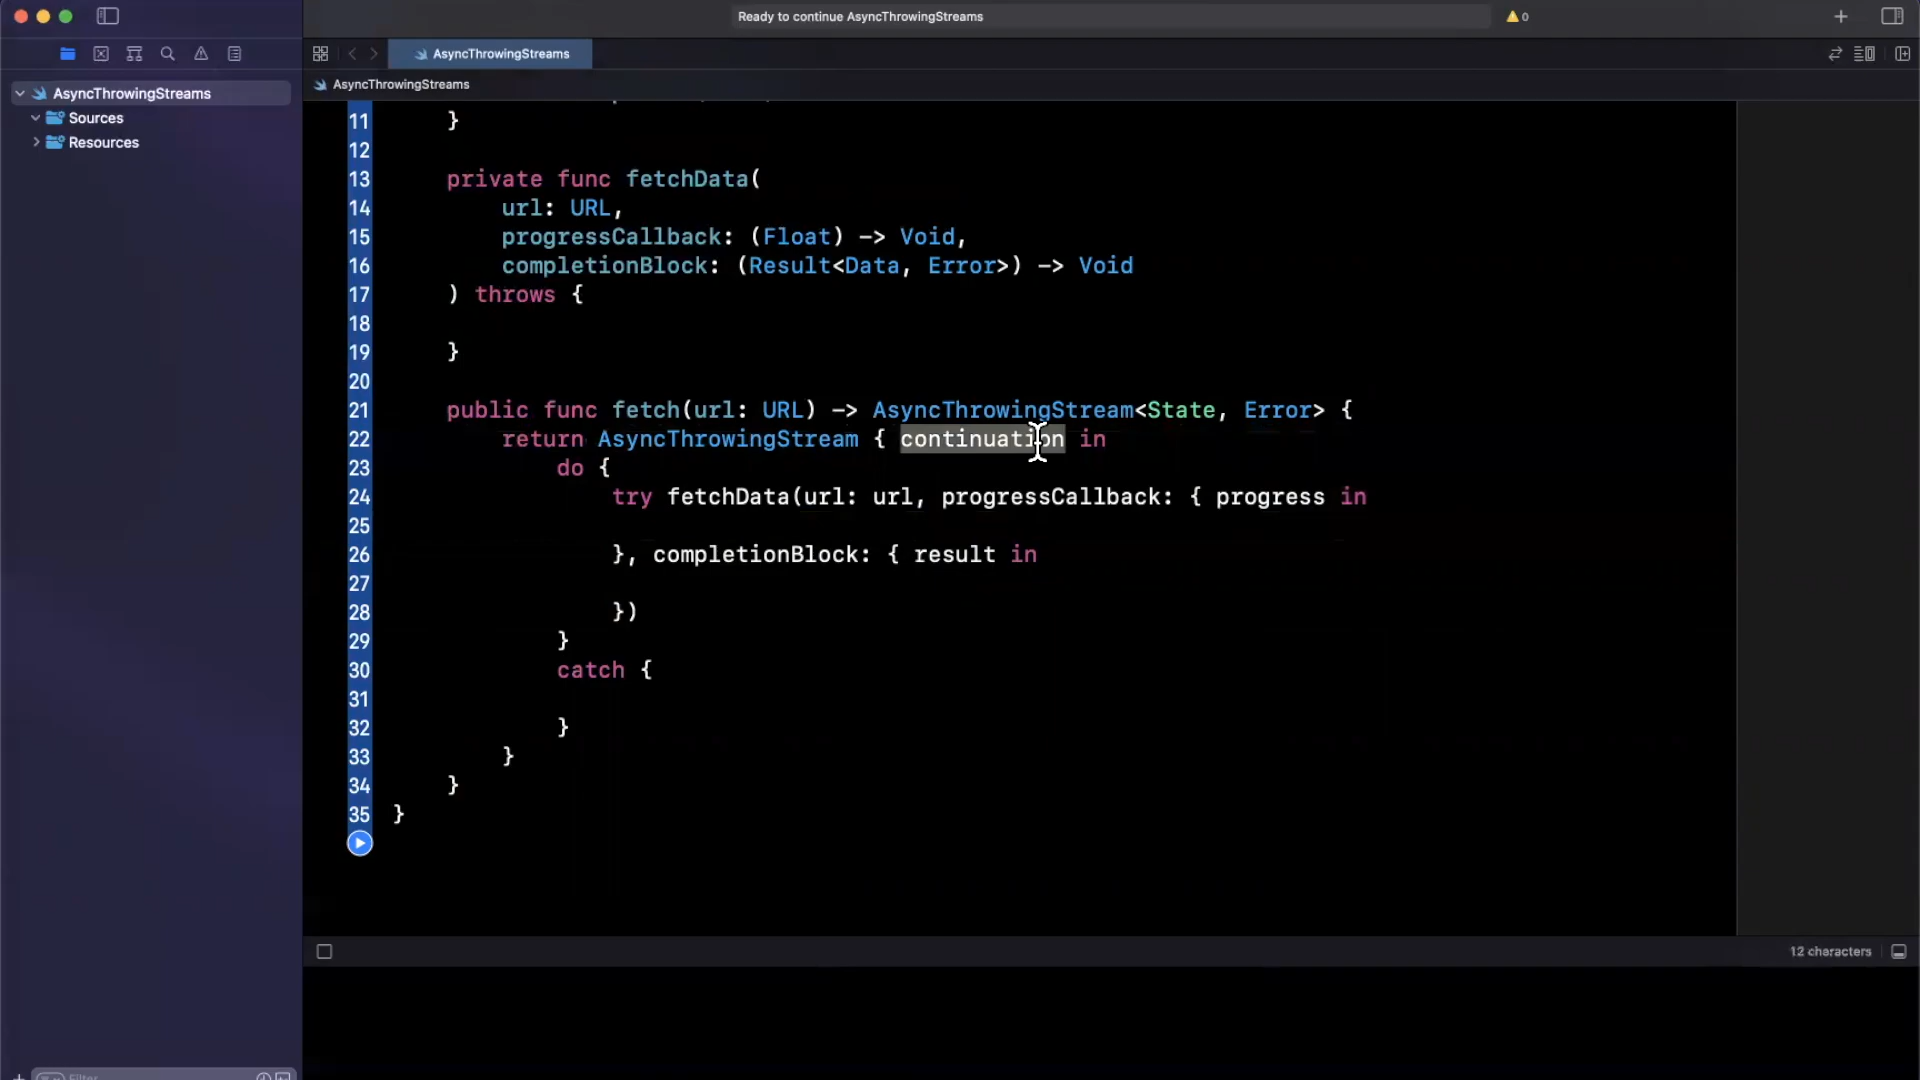 Ready to continue AsyncThrowingStreams
0
AsyncThrowingStreams
AsyncThrowingStreams
AsyncThrowingStreams
Sources
Resources
11 }
12
13 private func fetchData(
14 url: URL,
15 progressCallback: (Float) -> Void,
16 completionBlock: (Result<Data, Error>) -> Void
17 ) throws {
18
19 }
20
21 public func fetch(url: URL) -> AsyncThrowingStream<State, Error> {
22 return AsyncThrowingStream { continuation in
23 do {
24 try fetchData(url: url, progressCallback: { progress in
25
26 }, completionBlock: { result in
27
28 })
29 }
30 catch {
31
32 }
33 }
34 }
35 }
12 characters
Filter